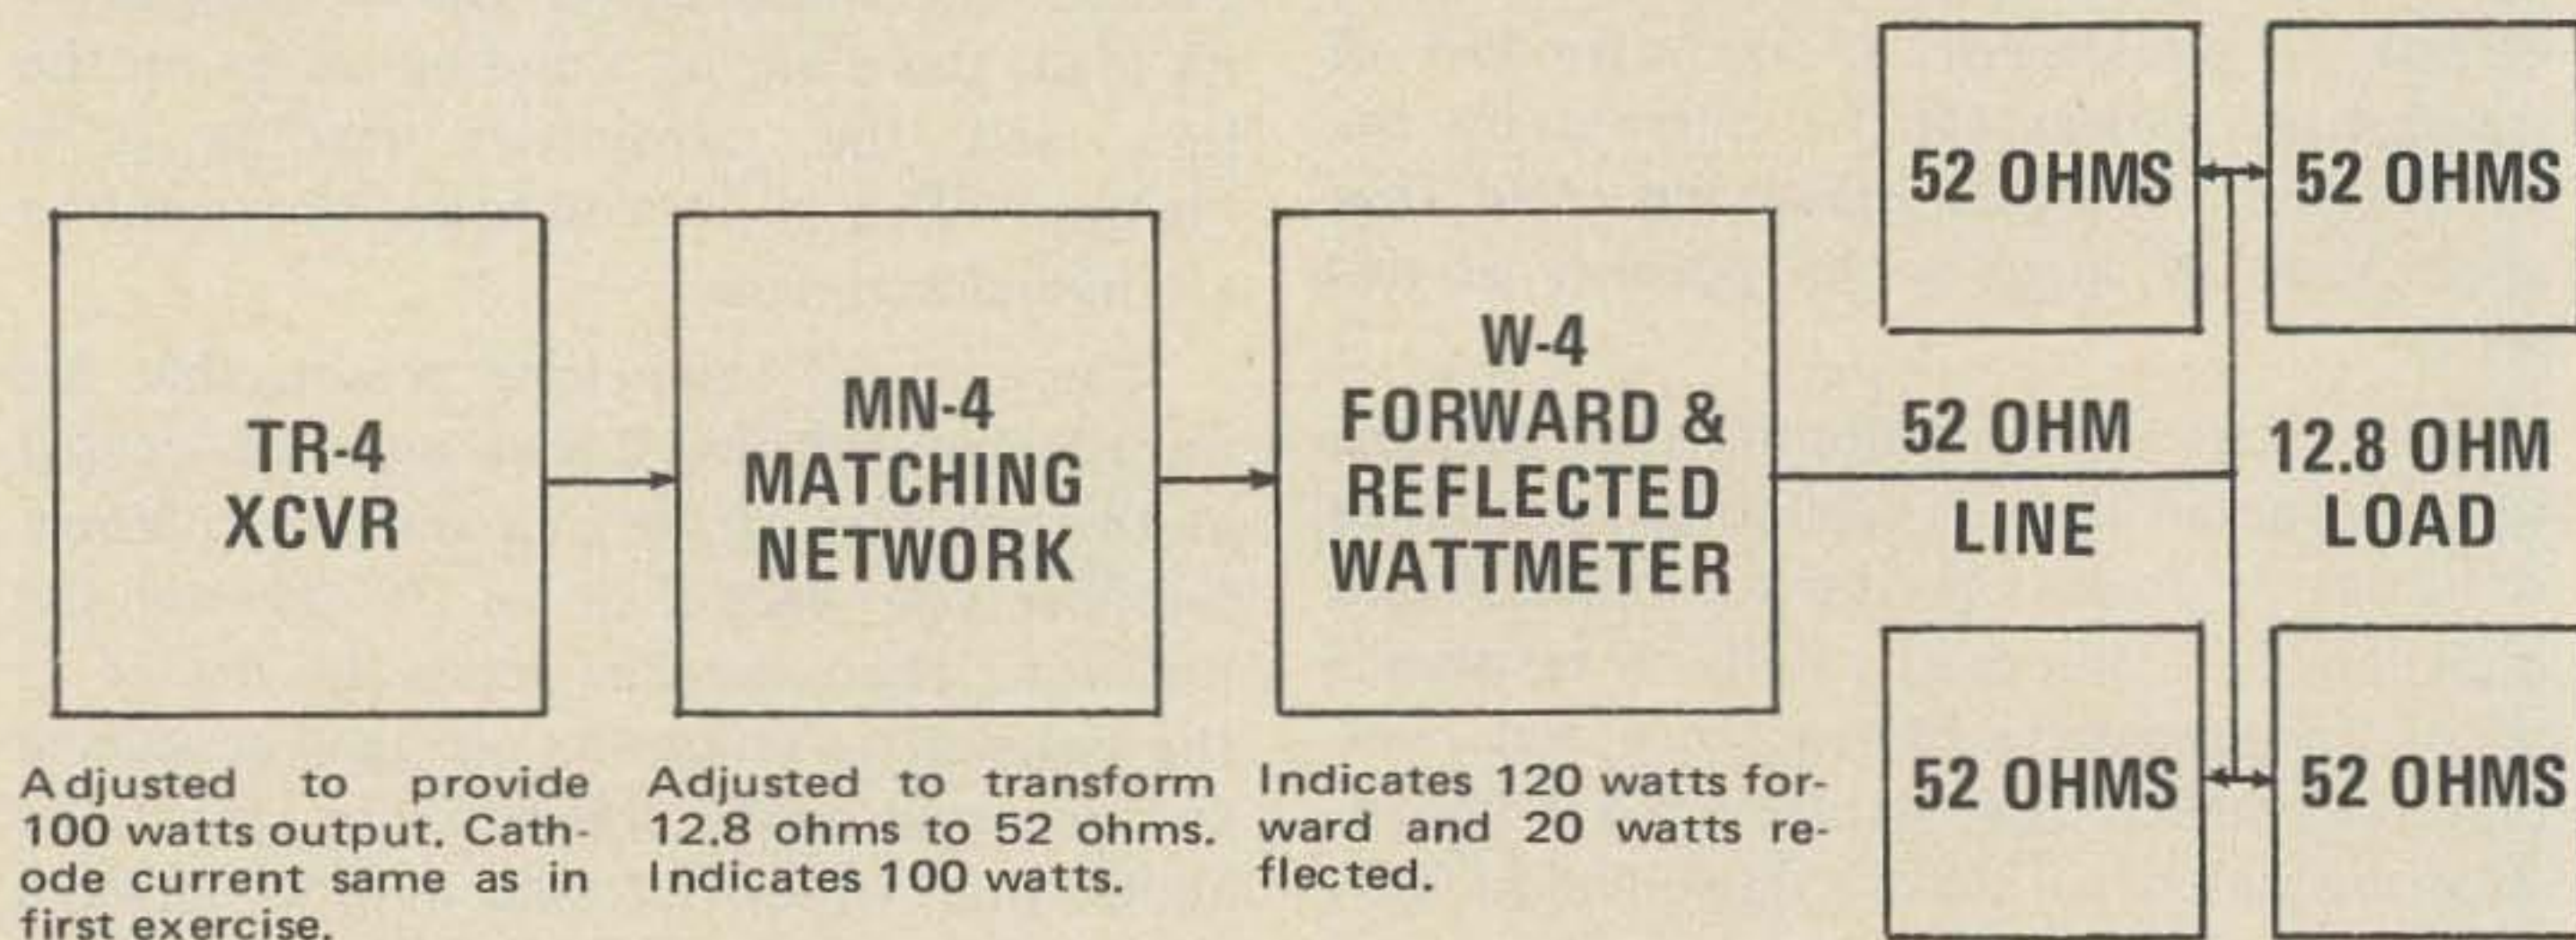 TR-4
XCVR
MN-4
MATCHING
NETWORK
W-4
FORWARD &
REFLECTED
WATTMETER
52 OHMS
52 OHMS
52 OHM
LINE
12.8 OHM
LOAD
52 OHMS
52 OHMS
Adjusted to provide
100 watts output. Cath-
ode current same as in
first exercise.
Adjusted to transform
12.8 ohms to 52 ohms.
Indicates 100 watts.
Indicates 120 watts for-
ward and 20 watts re-
flected.